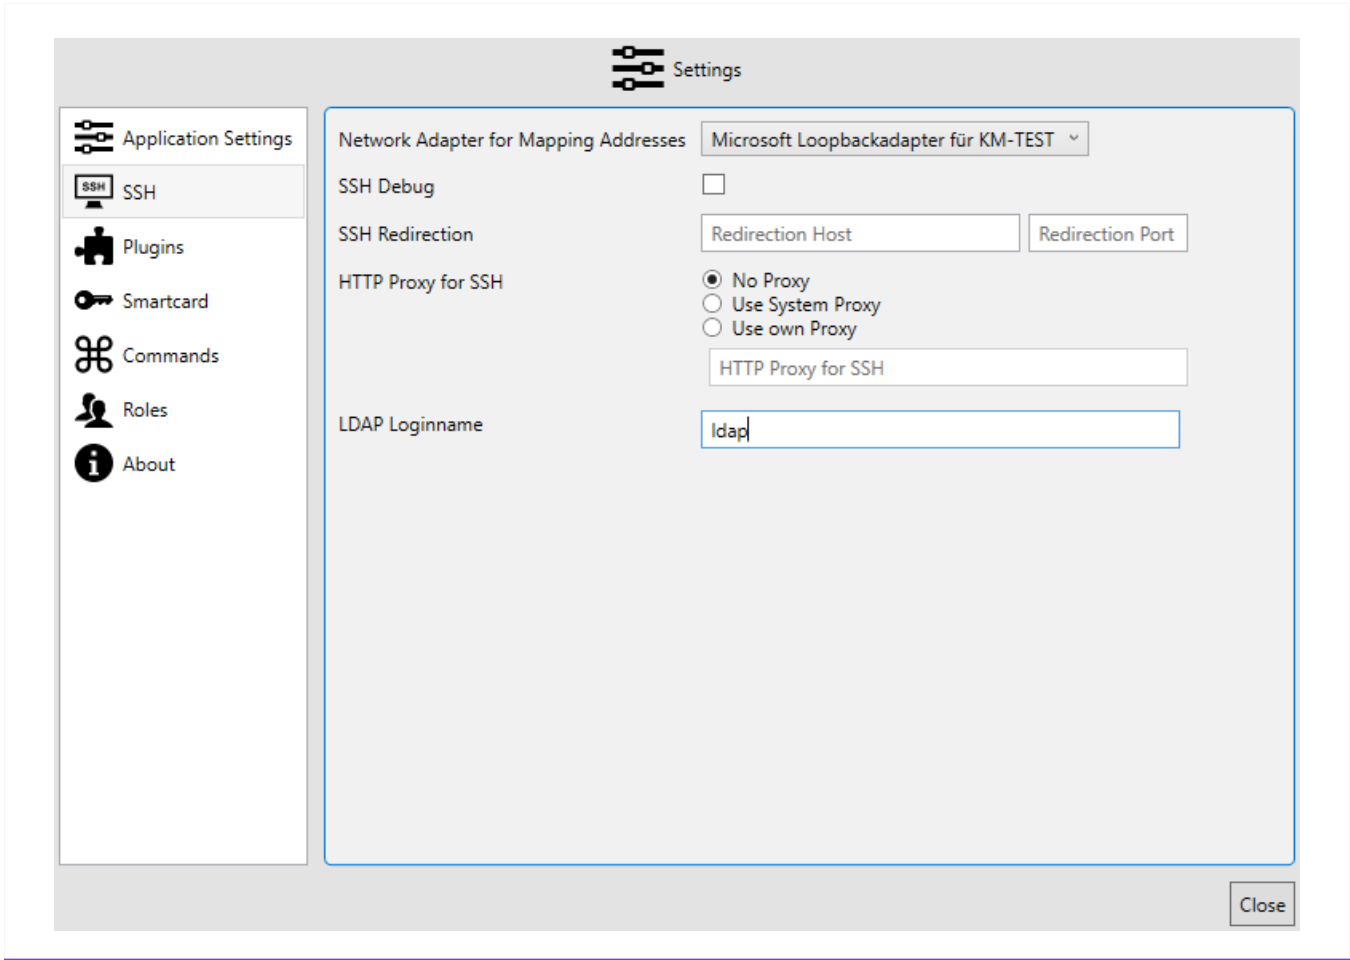 Settings
Application Settings
SSH
SSH
Plugins
Smartcard
Commands
Roles
About
Network Adapter for Mapping Addresses Microsoft Loopbackadapter für KM-TEST
SSH Debug
SSH Redirection Redirection Host Redirection Port
HTTP Proxy for SSH No Proxy
Use System Proxy
Use own Proxy
HTTP Proxy for SSH
LDAP Loginname ldap
Close